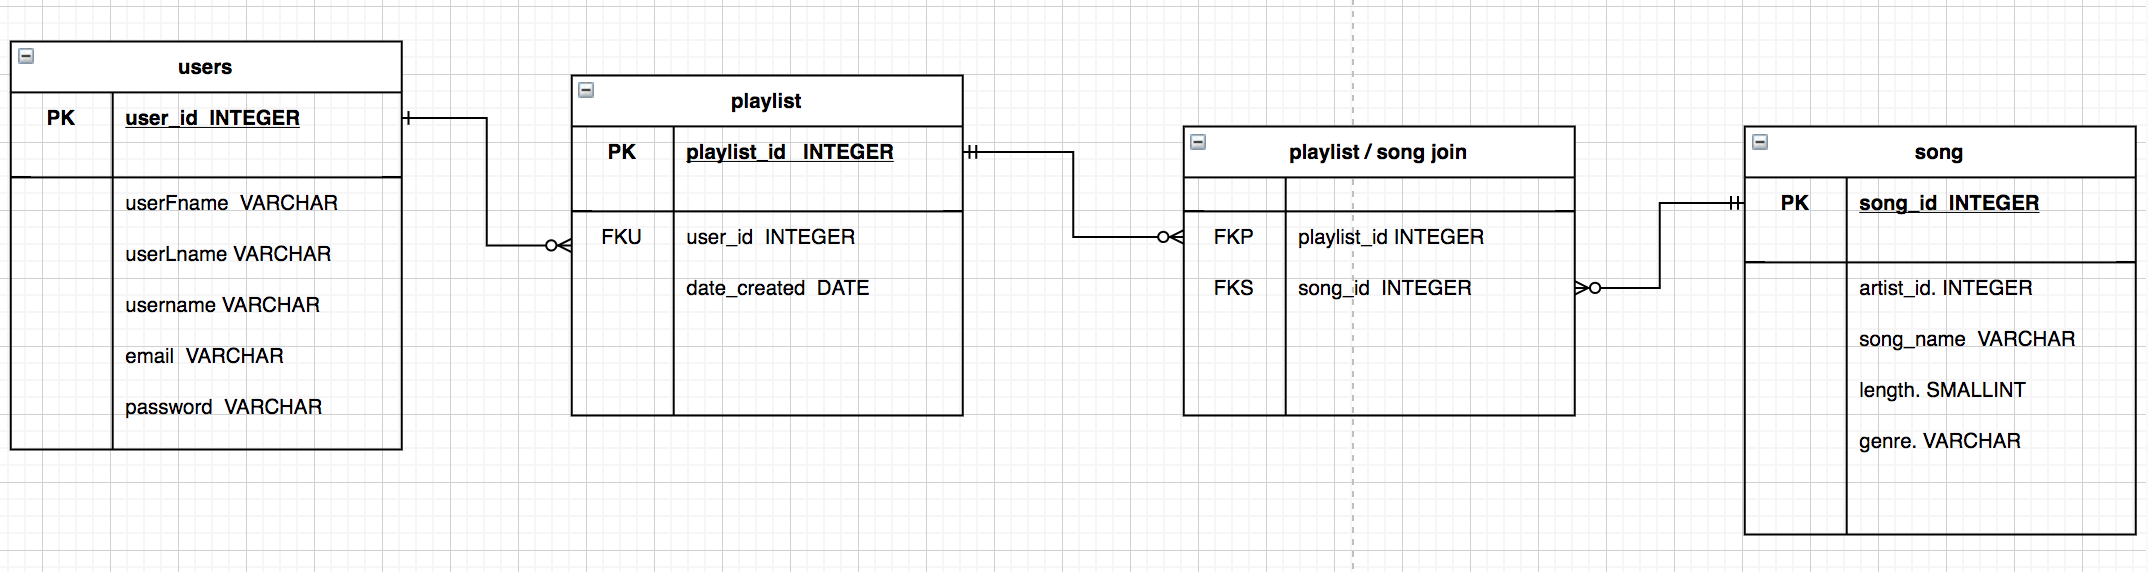 users
PK user_id INTEGER
userFname VARCHAR
userLname VARCHAR
username VARCHAR
email VARCHAR
password VARCHAR
playlist
PK playlist_id INTEGER
FKU user_id INTEGER
date_created DATE
playlist / song join
FKP playlist_id INTEGER
FKS song_id INTEGER
song
PK song_id INTEGER
artist_id. INTEGER
song_name VARCHAR
length. SMALLINT
genre. VARCHAR